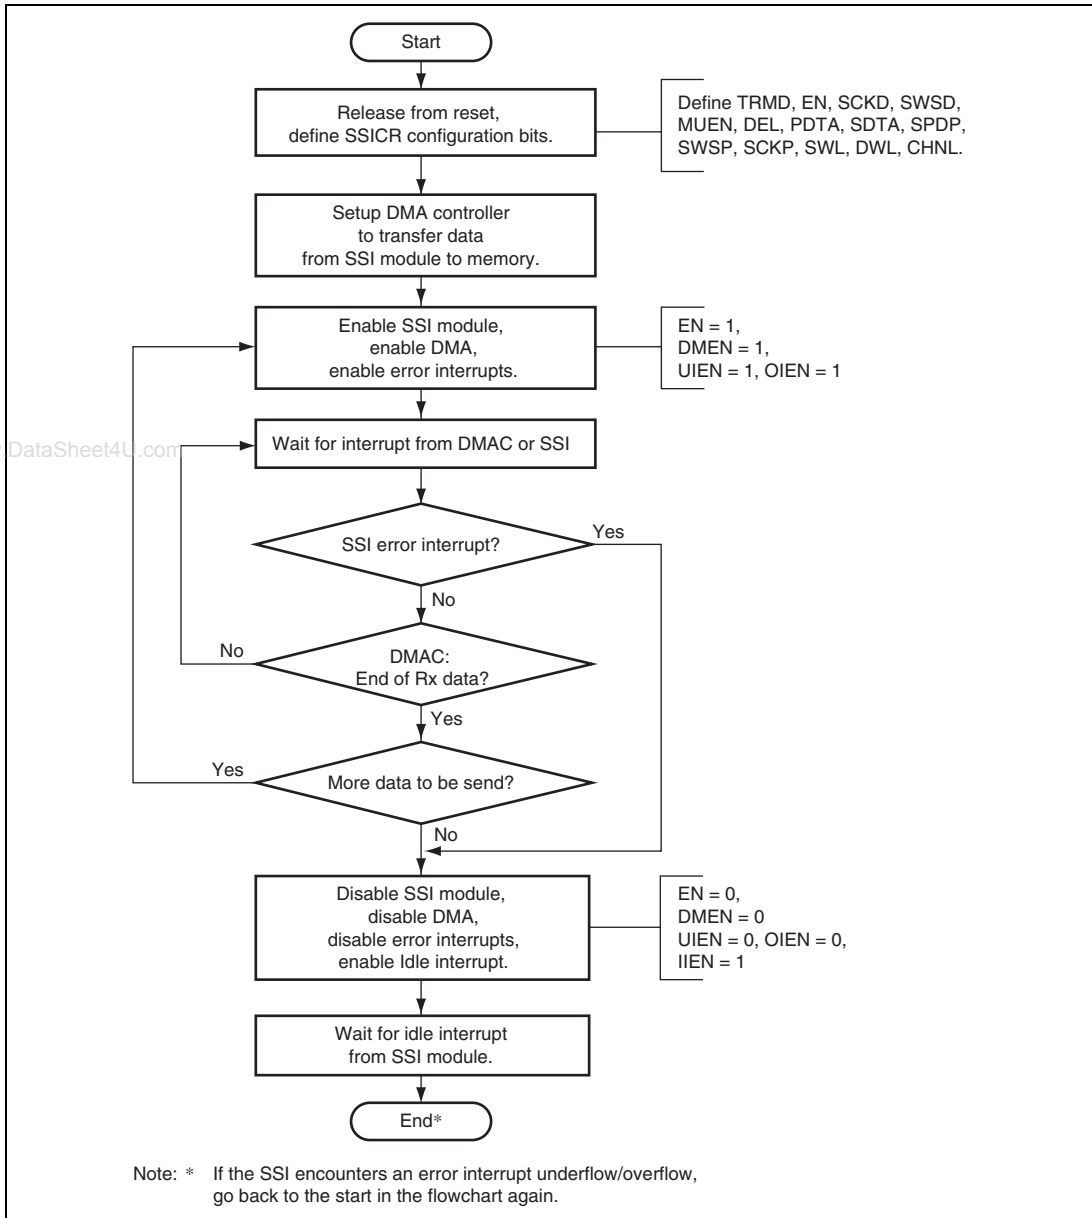 Start
Release from reset,
define SSICR configuration bits.
Define TRMD, EN, SCKD, SWSD,
MUEN, DEL, PDTA, SDTA, SPDP,
SWSP, SCKP, SWL, DWL, CHNL.
Setup DMA controller
to transfer data
from SSI module to memory.
Enable SSI module,
enable DMA,
enable error interrupts.
EN = 1,
DMEN = 1,
UIEN = 1, OIEN = 1
DataSheet4U.com
Wait for interrupt from DMAC or SSI
SSI error interrupt?
Yes
No
DMAC:
End of Rx data?
No
Yes
More data to be send?
Yes
No
Disable SSI module,
disable DMA,
disable error interrupts,
enable Idle interrupt.
EN = 0,
DMEN = 0
UIEN = 0, OIEN = 0,
IIEN = 1
Wait for idle interrupt
from SSI module.
End*
Note: * If the SSI encounters an error interrupt underflow/overflow,
go back to the start in the flowchart again.